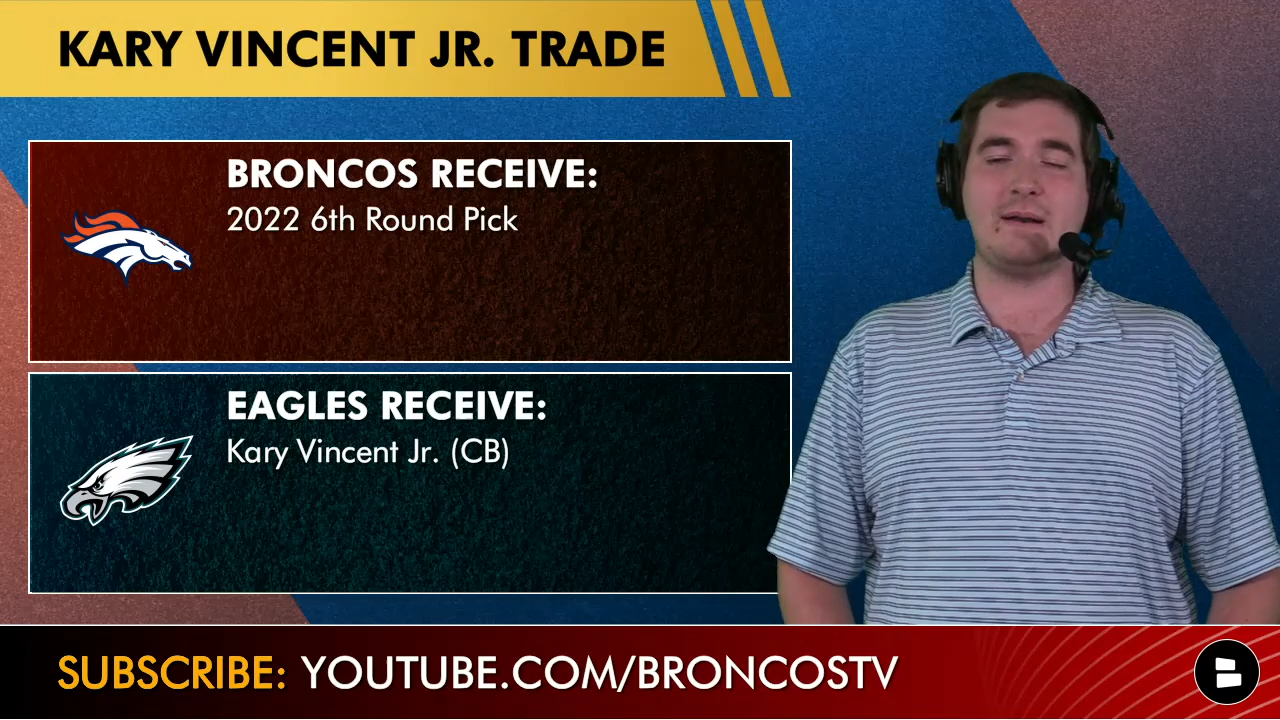 KARY VINCENT JR. TRADE
BRONCOS RECEIVE:
2022 6th Round Pick
EAGLES RECEIVE:
Kary Vincent Jr. (CB)
SUBSCRIBE: YOUTUBE.COM/BRONCOSTV